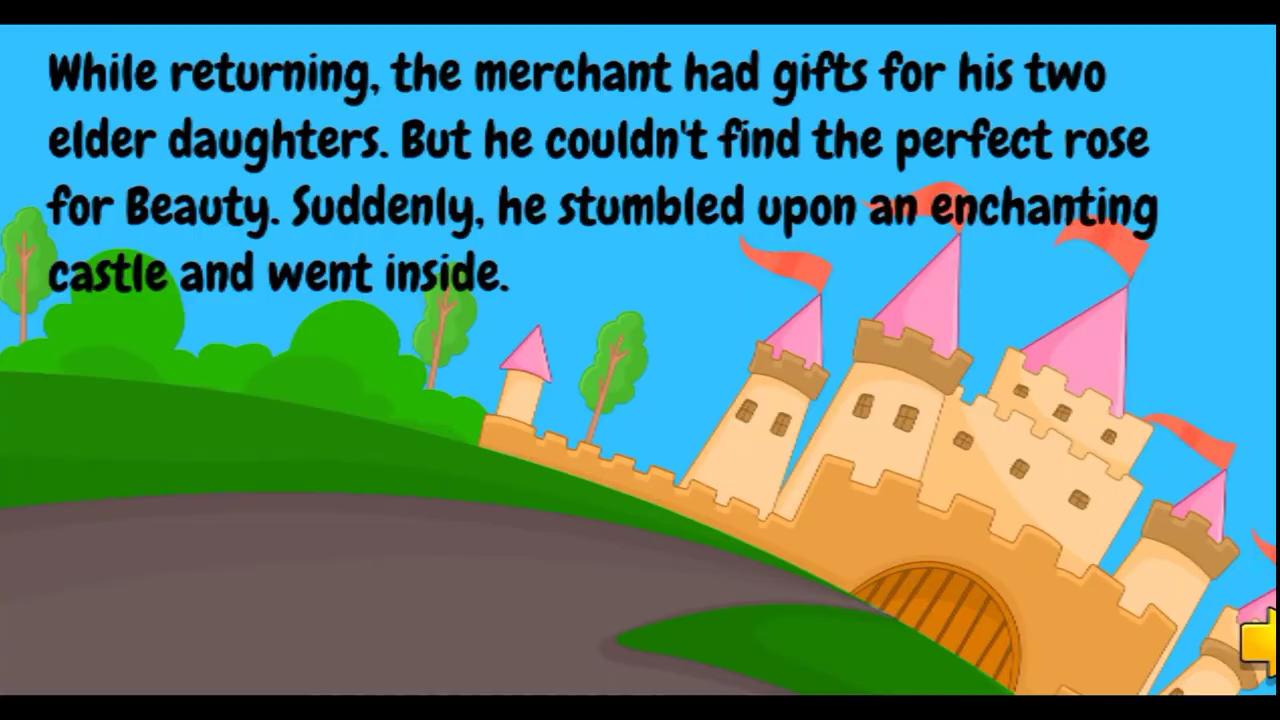 While returning, the merchant had gifts for his two
elder daughters. But he couldn't find the perfect rose
for Beauty. Suddenly, he stumbled upon an enchanting
castle and went inside.